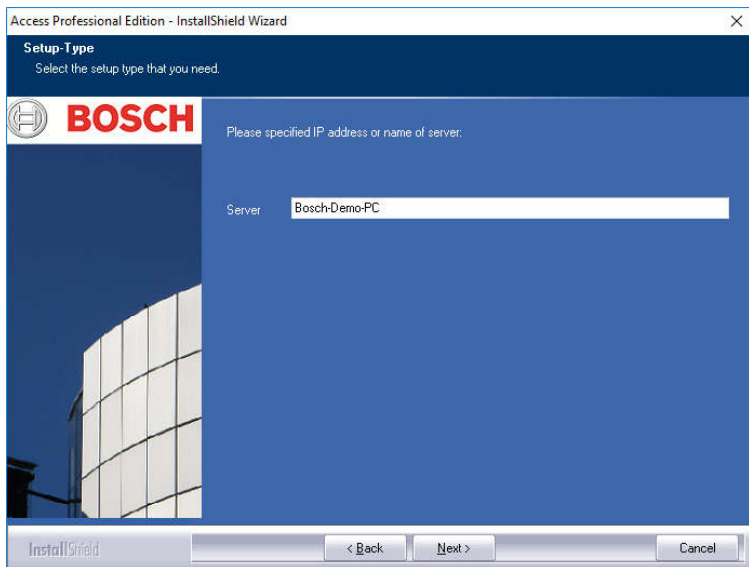 Access Professional Edition - InstallShield Wizard
Setup-Type
Select the setup type that you need.
BOSCH
Please specified IP address or name of server:
Server
Bosch-Demo-PC
InstallShield
< Back
Next >
Cancel